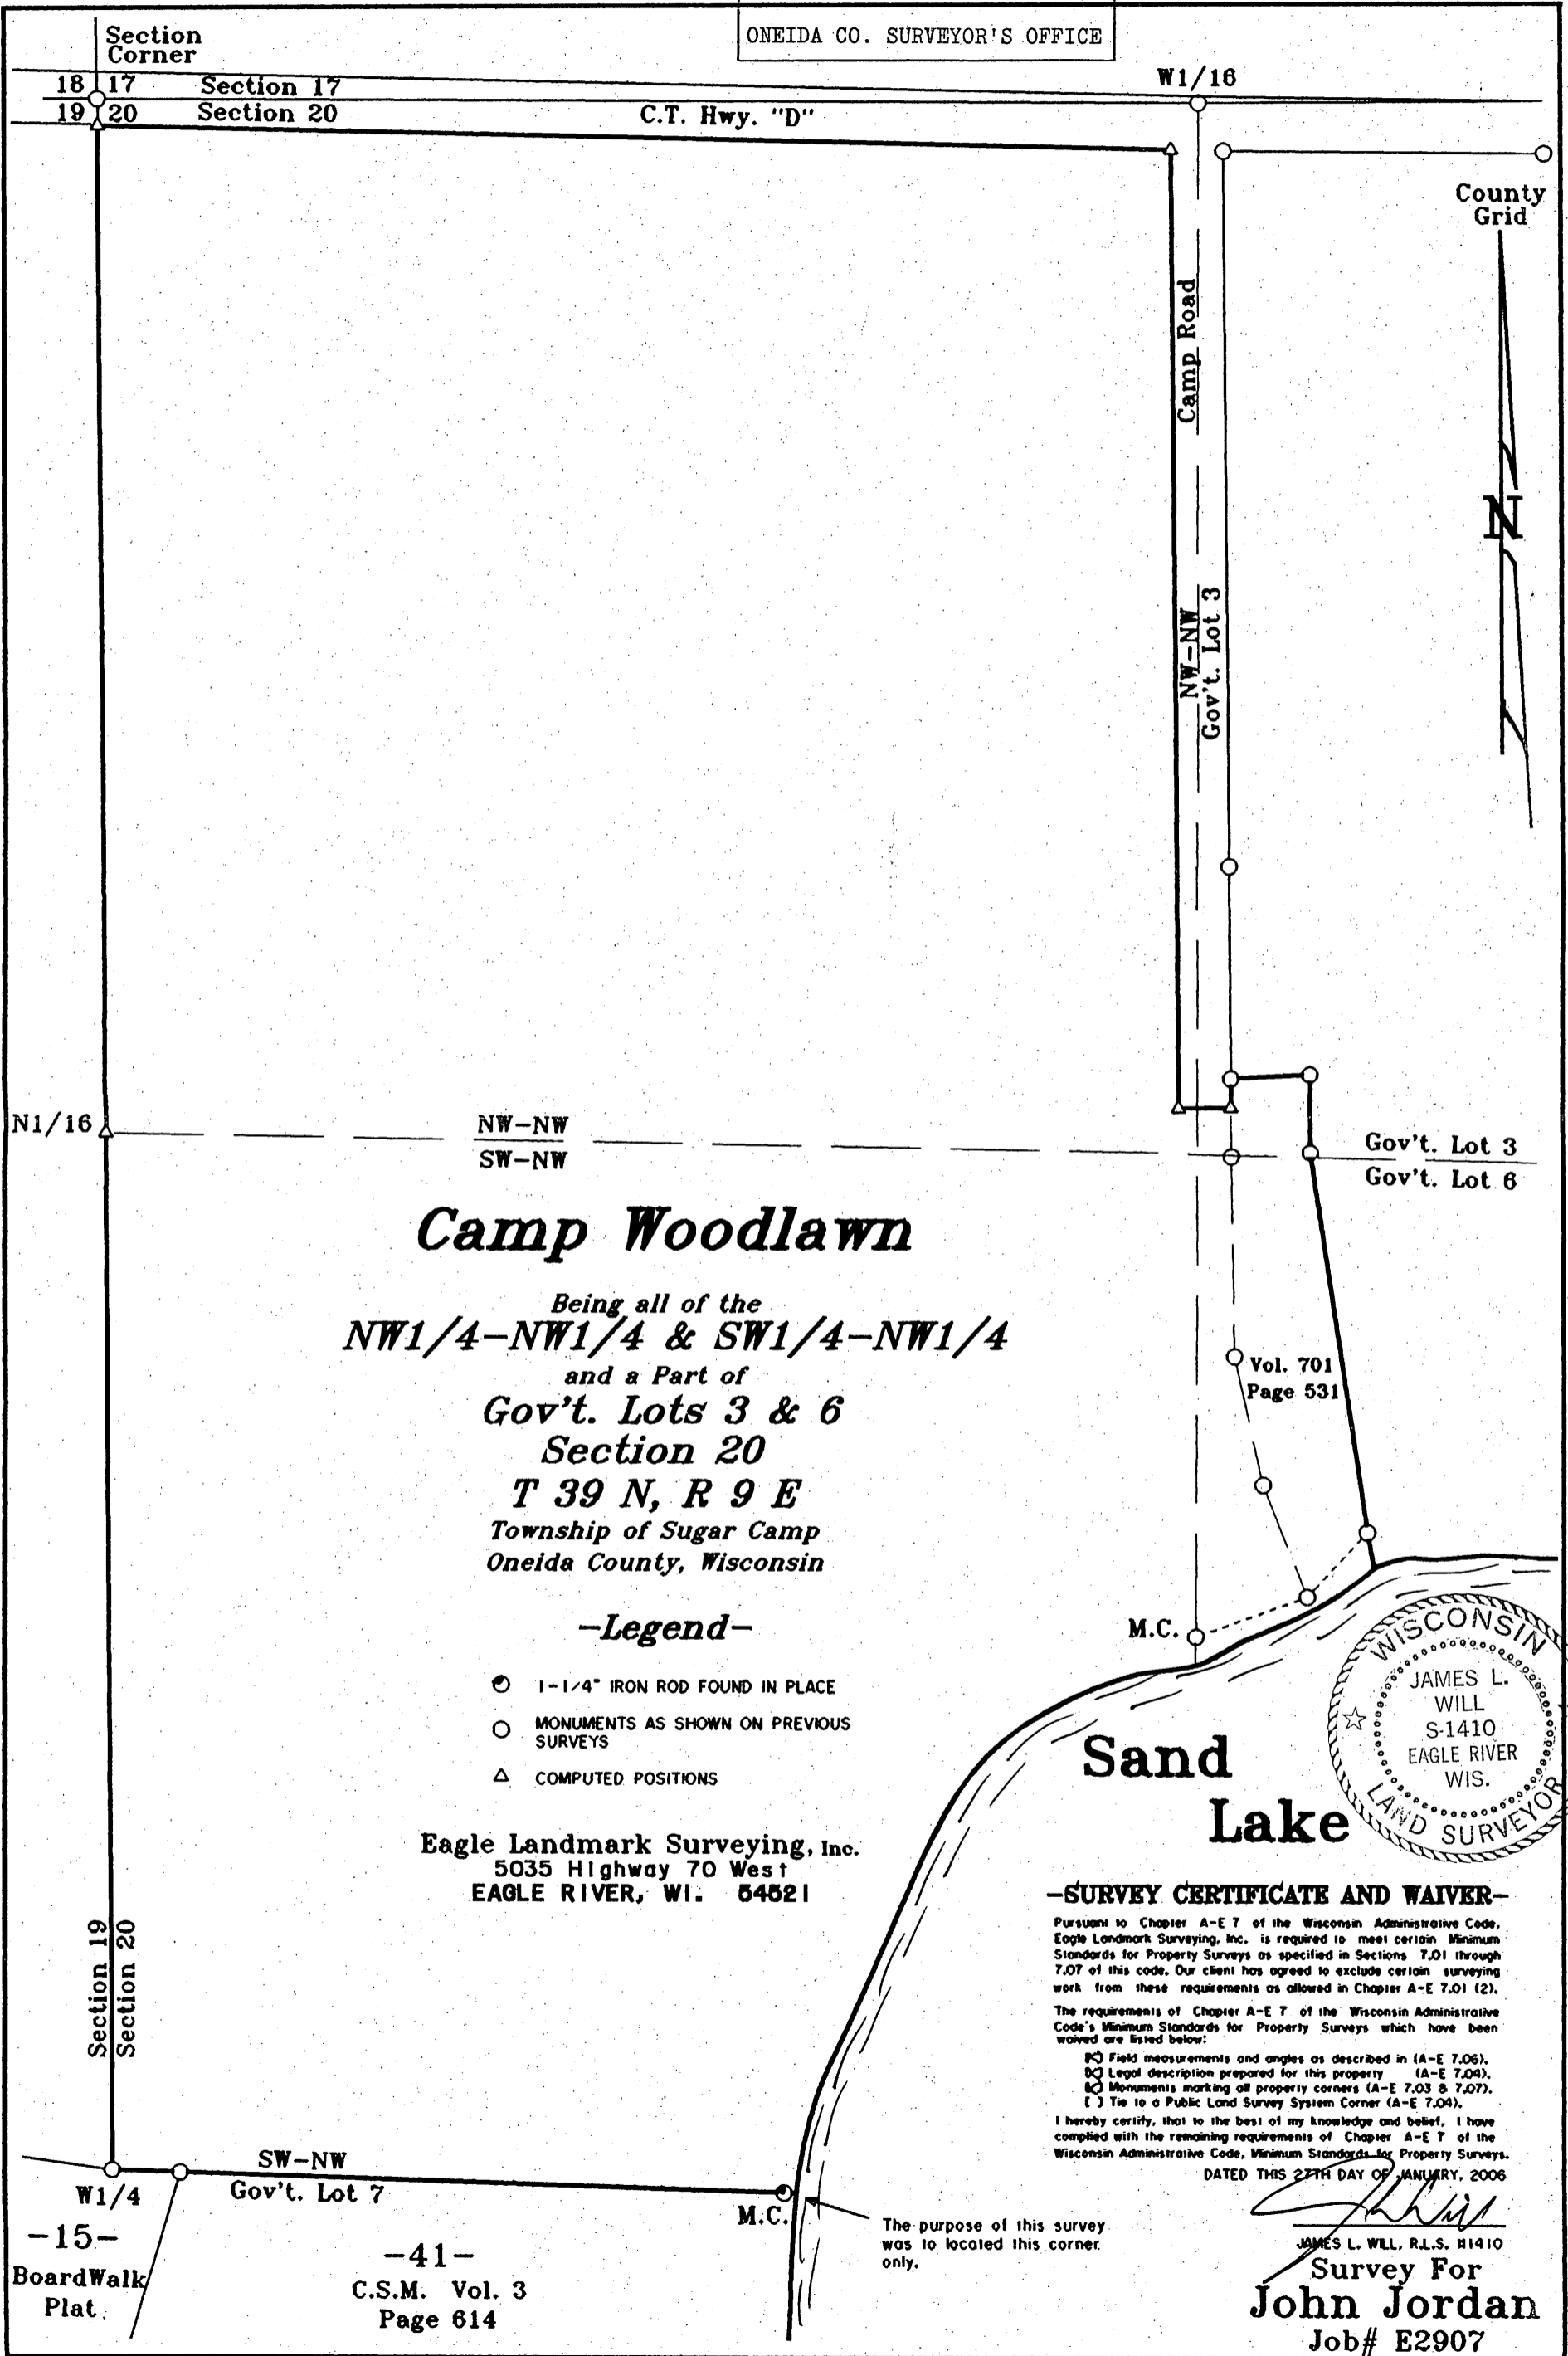 ONEIDA CO. SURVEYOR'S OFFICE
Section
Corner
18 17 Section 17
19 20 Section 20
C.T. Hwy. "D"
W1/16
County
Grid
N
Camp Road
NW-NW
Gov't. Lot 3
N1/16
NW-NW
SW-NW
Gov't. Lot 3
Gov't. Lot 6
Camp Woodlawn
Being all of the
NW1/4-NW1/4 & SW1/4-NW1/4
and a Part of
Gov't. Lots 3 & 6
Section 20
T 39 N, R 9 E
Township of Sugar Camp
Oneida County, Wisconsin
Vol. 701
Page 531
-Legend-
1-1/4" IRON ROD FOUND IN PLACE
MONUMENTS AS SHOWN ON PREVIOUS
SURVEYS
COMPUTED POSITIONS
Eagle Landmark Surveying, Inc.
5035 Highway 70 West
EAGLE RIVER, WI. 54521
M.C.
Sand
Lake
WISCONSIN
JAMES L.
WILL
S-1410
EAGLE RIVER
WIS.
LAND SURVEYOR
-SURVEY CERTIFICATE AND WAIVER-
Pursuant to Chapter A-E 7 of the Wisconsin Administrative Code,
Eagle Landmark Surveying, Inc. is required to meet certain Minimum
Standards for Property Surveys as specified in Sections 7.01 through
7.07 of this code. Our client has agreed to exclude certain surveying
work from these requirements as allowed in Chapter A-E 7.01 (2).
The requirements of Chapter A-E 7 of the Wisconsin Administrative
Code's Minimum Standards for Property Surveys which have been
waived are listed below:
[X] Field measurements and angles as described in (A-E 7.06).
[X] Legal description prepared for this property (A-E 7.04).
[X] Monuments marking all property corners (A-E 7.03 & 7.07).
[ ] Tie to a Public Land Survey System Corner (A-E 7.04).
I hereby certify, that to the best of my knowledge and belief, I have
complied with the remaining requirements of Chapter A-E 7 of the
Wisconsin Administrative Code, Minimum Standards for Property Surveys.
DATED THIS 27TH DAY OF JANUARY, 2006
JAMES L. WILL, R.L.S. #1410
Survey For
John Jordan
Job# E2907
Section 19
Section 20
SW-NW
Gov't. Lot 7
W1/4
M.C.
The purpose of this survey
was to located this corner
only.
-15-
BoardWalk
Plat
-41-
C.S.M. Vol. 3
Page 614